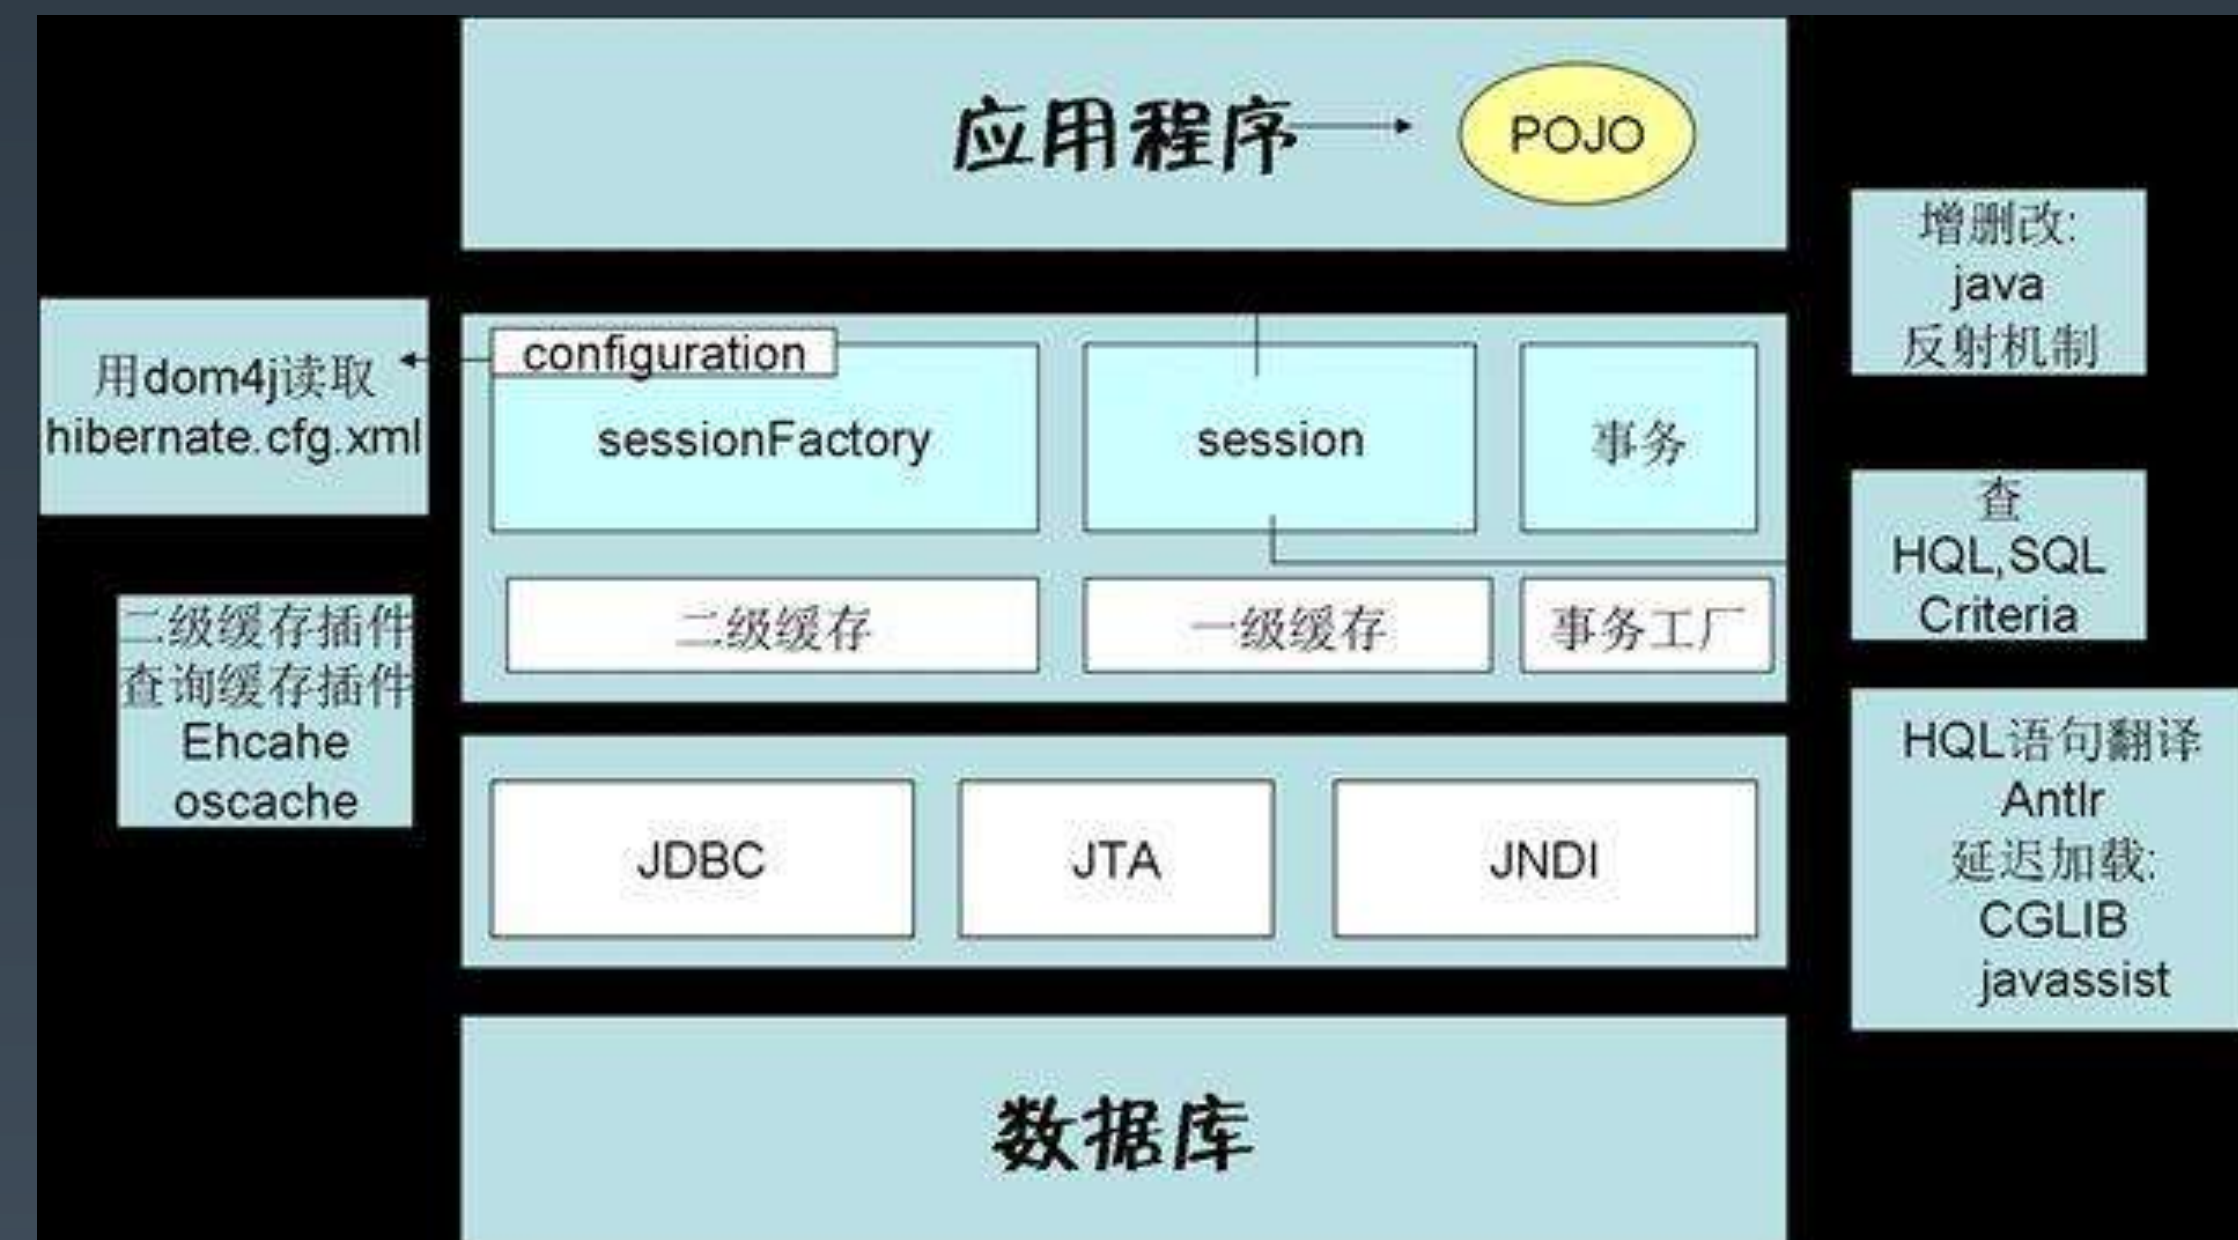 应用程序
POJO
增删改:
java
反射机制
用dom4j读取
hibernate.cfg.xml
configuration
sessionFactory
session
事务
查
HQL,SQL
Criteria
二级缓存插件
查询缓存插件
Ehcahe
oscache
二级缓存
一级缓存
事务工厂
HQL语句翻译
Antlr
延迟加载:
CGLIB
javassist
JDBC
JTA
JNDI
数据库